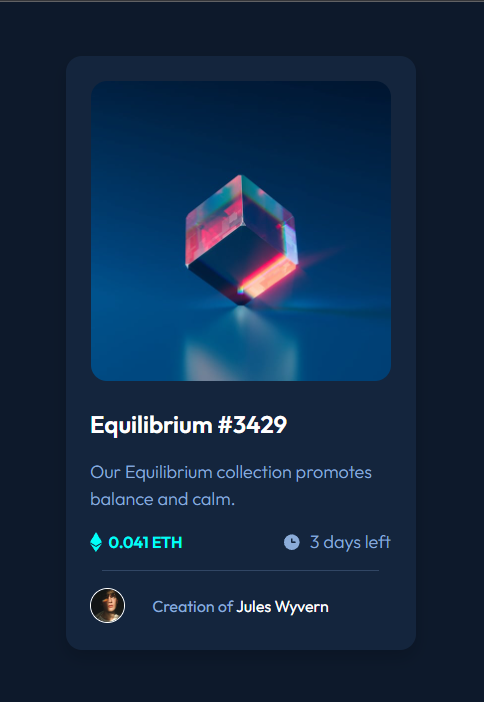 Equilibrium #3429
Our Equilibrium collection promotes
balance and calm.
0.041 ETH
3 days left
Creation of Jules Wyvern